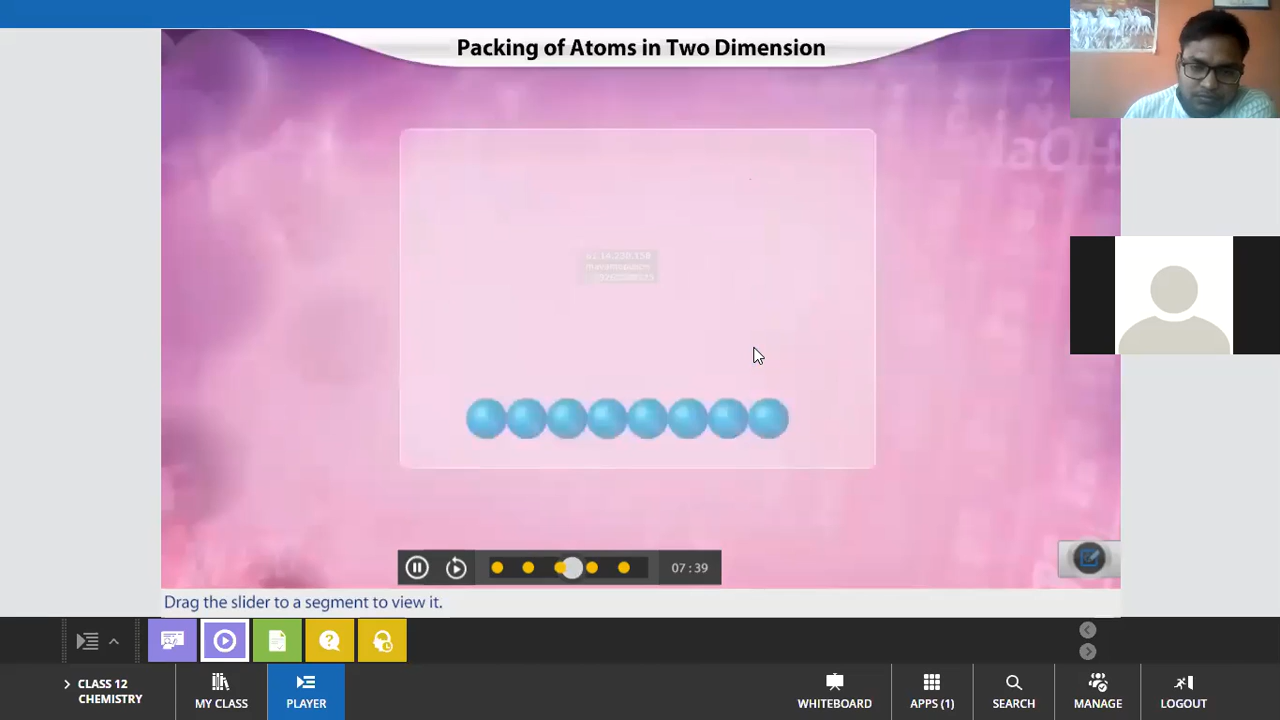 Packing of Atoms in Two Dimension
07 : 39
Drag the slider to a segment to view it.
CLASS 12
CHEMISTRY
MY CLASS
PLAYER
WHITEBOARD
APPS (1)
SEARCH
MANAGE
LOGOUT